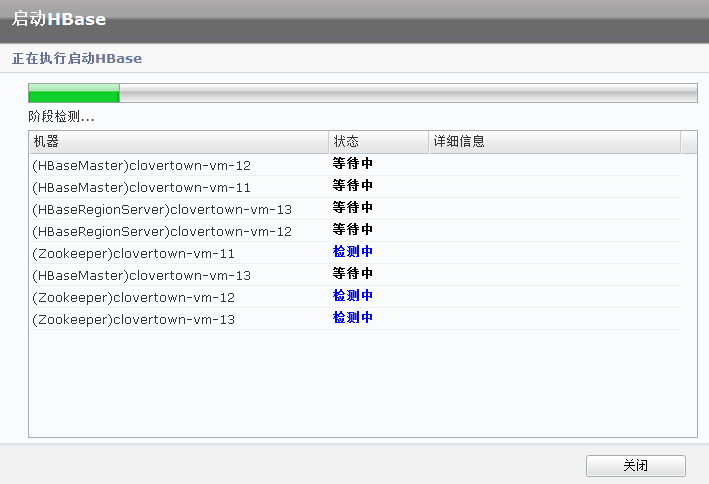 启动HBase
正在执行启动HBase
阶段检测...
机器 状态 详细信息
(HBaseMaster)clovertown-vm-12 等待中
(HBaseMaster)clovertown-vm-11 等待中
(HBaseRegionServer)clovertown-vm-13 等待中
(HBaseRegionServer)clovertown-vm-12 等待中
(Zookeeper)clovertown-vm-11 检测中
(HBaseMaster)clovertown-vm-13 等待中
(Zookeeper)clovertown-vm-12 检测中
(Zookeeper)clovertown-vm-13 检测中
关闭